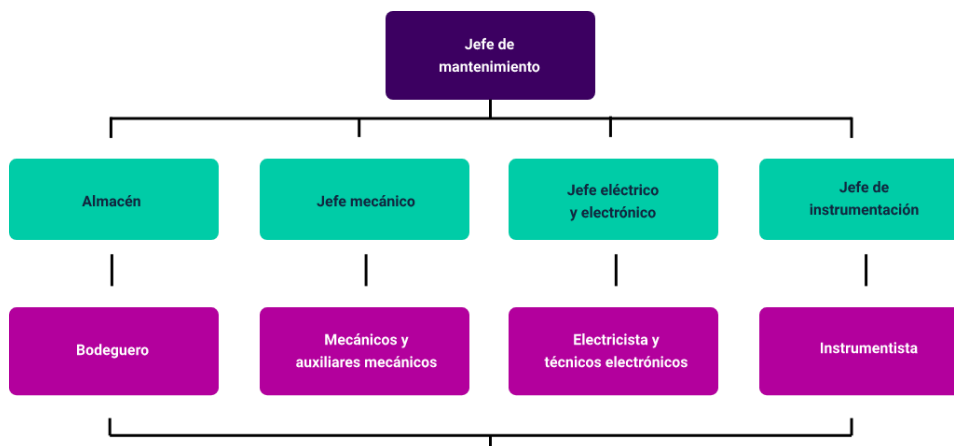 Jefe de
mantenimiento
Almacén
Jefe mecánico
Jefe eléctrico
y electrónico
Jefe de
instrumentación
Bodeguero
Mecánicos y
auxiliares mecánicos
Electricista y
técnicos electrónicos
Instrumentista